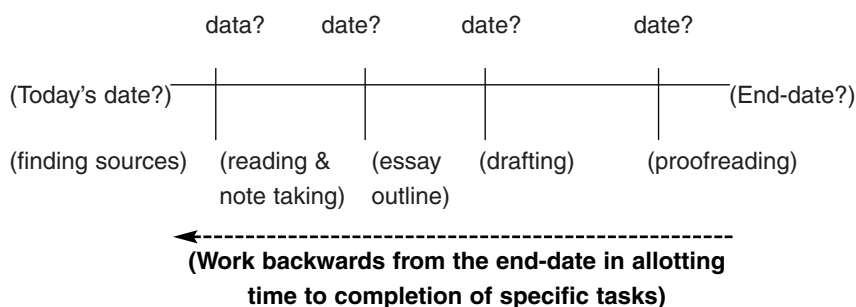 data? date? date? date?
(Today's date?) (End-date?)
(finding sources) (reading & (essay (drafting) (proofreading)
note taking) outline)
(Work backwards from the end-date in allotting
time to completion of specific tasks)